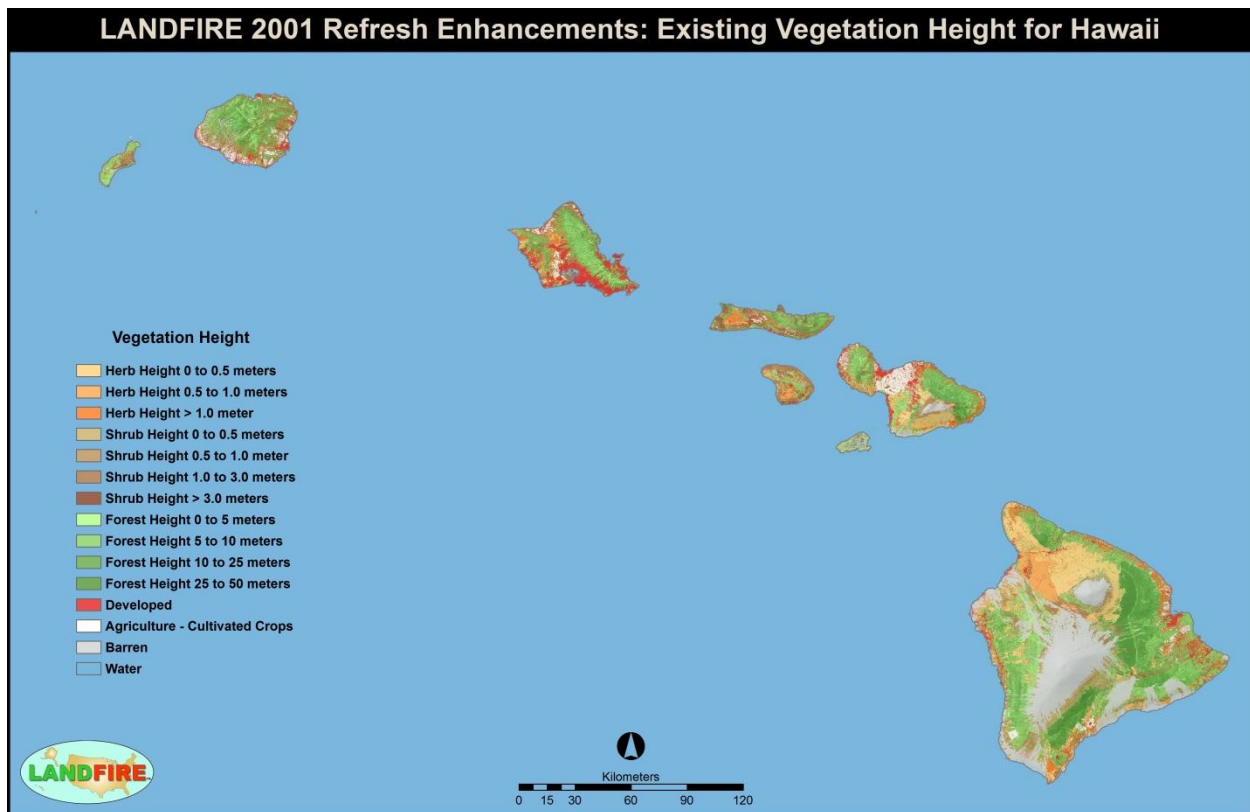 LANDFIRE 2001 Refresh Enhancements: Existing Vegetation Height for Hawaii
Vegetation Height
Herb Height 0 to 0.5 meters
Herb Height 0.5 to 1.0 meters
Herb Height > 1.0 meter
Shrub Height 0 to 0.5 meters
Shrub Height 0.5 to 1.0 meter
Shrub Height 1.0 to 3.0 meters
Shrub Height > 3.0 meters
Forest Height 0 to 5 meters
Forest Height 5 to 10 meters
Forest Height 10 to 25 meters
Forest Height 25 to 50 meters
Developed
Agriculture - Cultivated Crops
Barren
Water
LANDFIRE
Kilometers
0 15 30 60 90 120